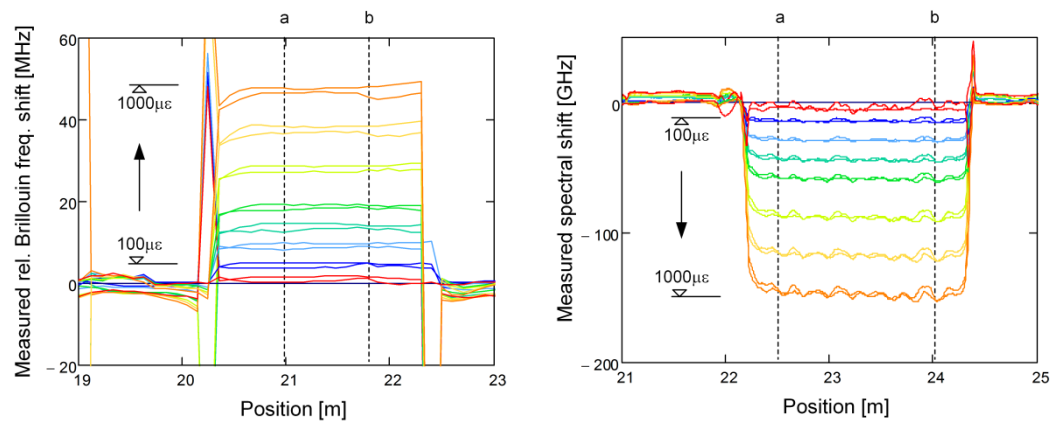 a b
Measured rel. Brillouin freq. shift [MHz]
60
40
20
0
−20
1000με
100με
19 20 21 22 23
Position [m]
a b
Measured spectral shift [GHz]
0
−100
−200
100με
1000με
21 22 23 24 25
Position [m]